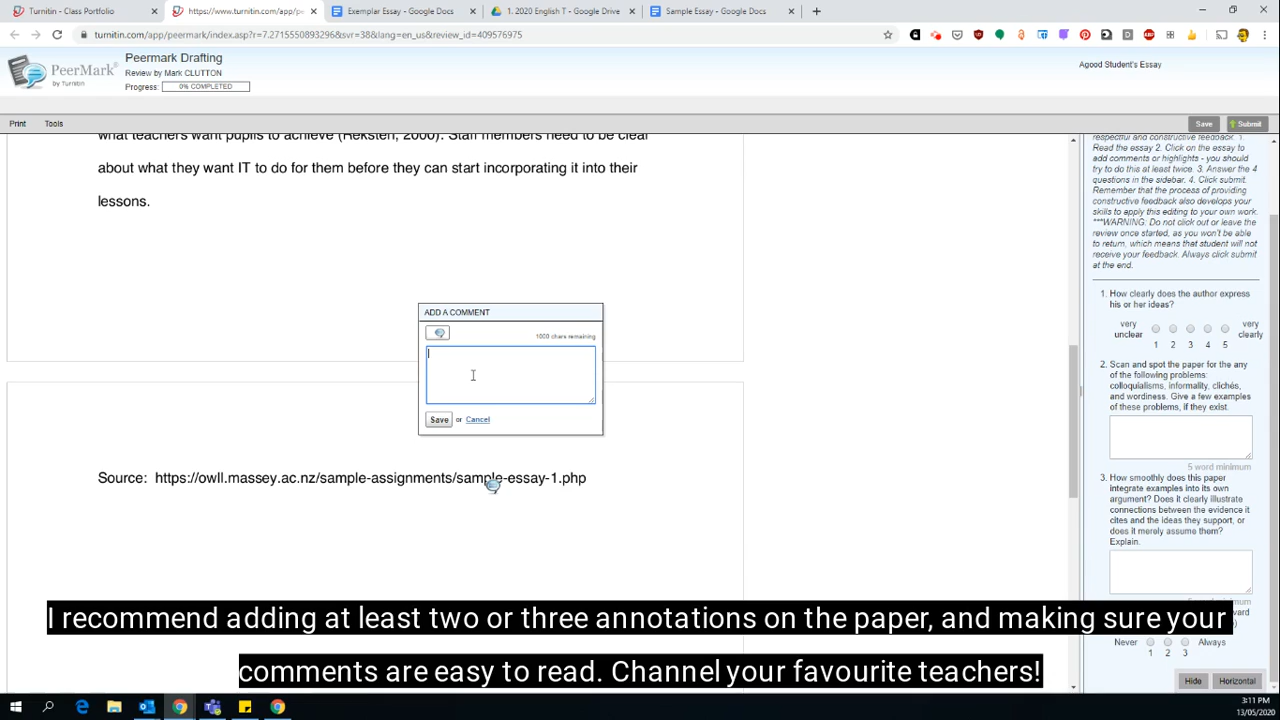 Turnitin - Class Portfolio
https://www.turnitin.com/app/pe
Exemplar Essay - Google Docs
1. 2020 English T - Google Drive
Sample Essay - Google Docs
turnitin.com/app/peermark/index.asp?r=7.2715550893296&svr=38&lang=en_us&review_id=409576975
PeerMark
by Turnitin
Peermark Drafting
Review by Mark CLUTTON
Progress:
0% COMPLETED
Agood Student's Essay
Print
Tools
Save
Submit
what teachers want pupils to achieve (Reksten, 2000). Staff members need to be clear
about what they want IT to do for them before they can start incorporating it into their
lessons.
ADD A COMMENT
1000 chars remaining
Save or Cancel
Source: https://owll.massey.ac.nz/sample-assignments/sample-essay-1.php
respectful and constructive feedback. 1.
Read the essay 2. Click on the essay to
add comments or highlights - you should
try to do this at least twice. 3. Answer the 4
questions in the sidebar. 4. Click submit.
Remember that the process of providing
constructive feedback also develops your
skills to apply this editing to your own work.
***WARNING: Do not click out or leave the
review once started, as you won't be able
to return, which means that student will not
receive your feedback. Always click submit
at the end.
1. How clearly does the author express
his or her ideas?
very
unclear
very
clearly
1 2 3 4 5
2. Scan and spot the paper for the any
of the following problems:
colloquialisms, informality, clichés,
and wordiness. Give a few examples
of these problems, if they exist.
5 word minimum
3. How smoothly does this paper
integrate examples into its own
argument? Does it clearly illustrate
connections between the evidence it
cites and the ideas they support, or
does it merely assume them?
Explain.
Never
Always
1 2 3
Hide
Horizontal
I recommend adding at least two or three annotations on the paper, and making sure your
comments are easy to read. Channel your favourite teachers!
3:11 PM
13/05/2020